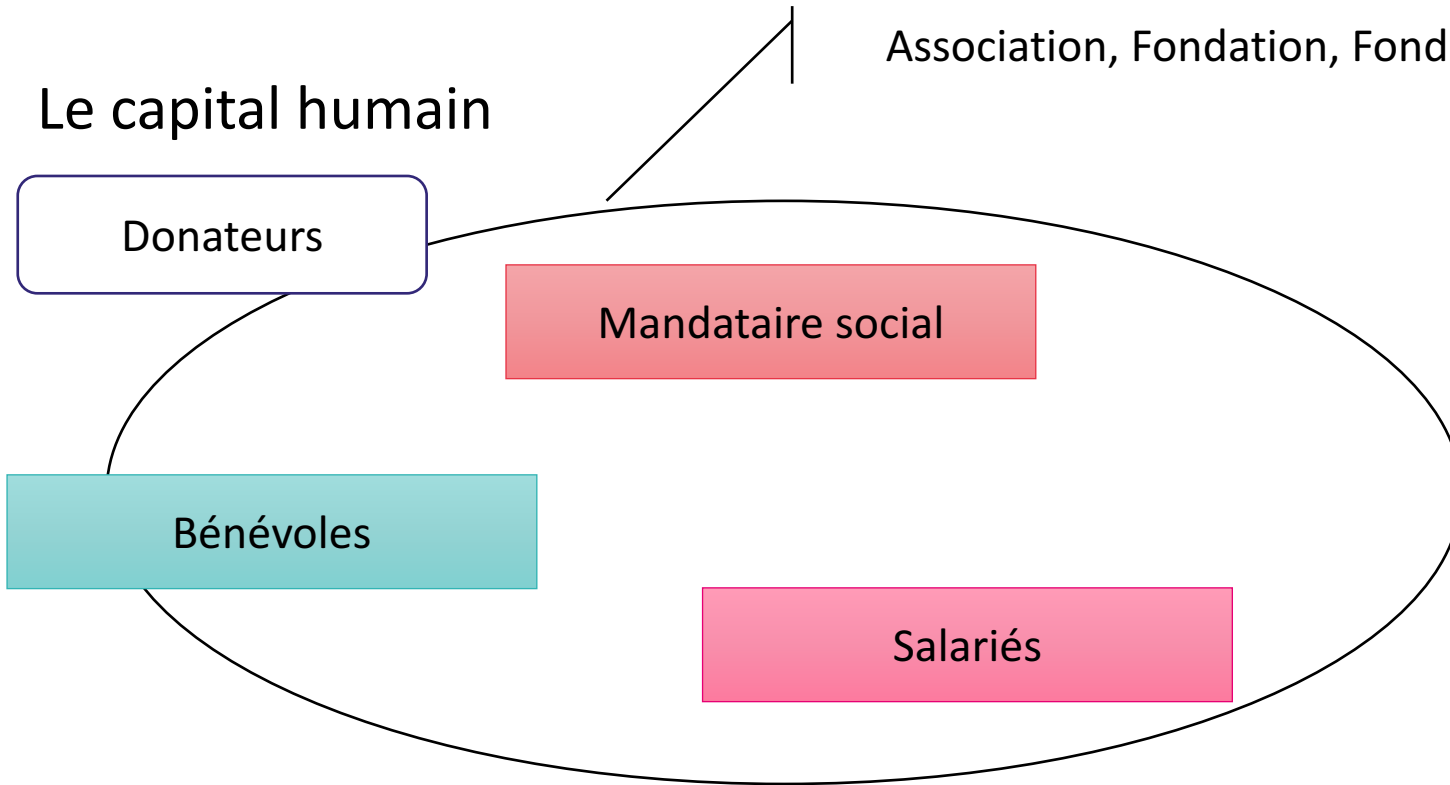 Association, Fondation, Fond
Le capital humain
Donateurs
Mandataire social
Bénévoles
Salariés